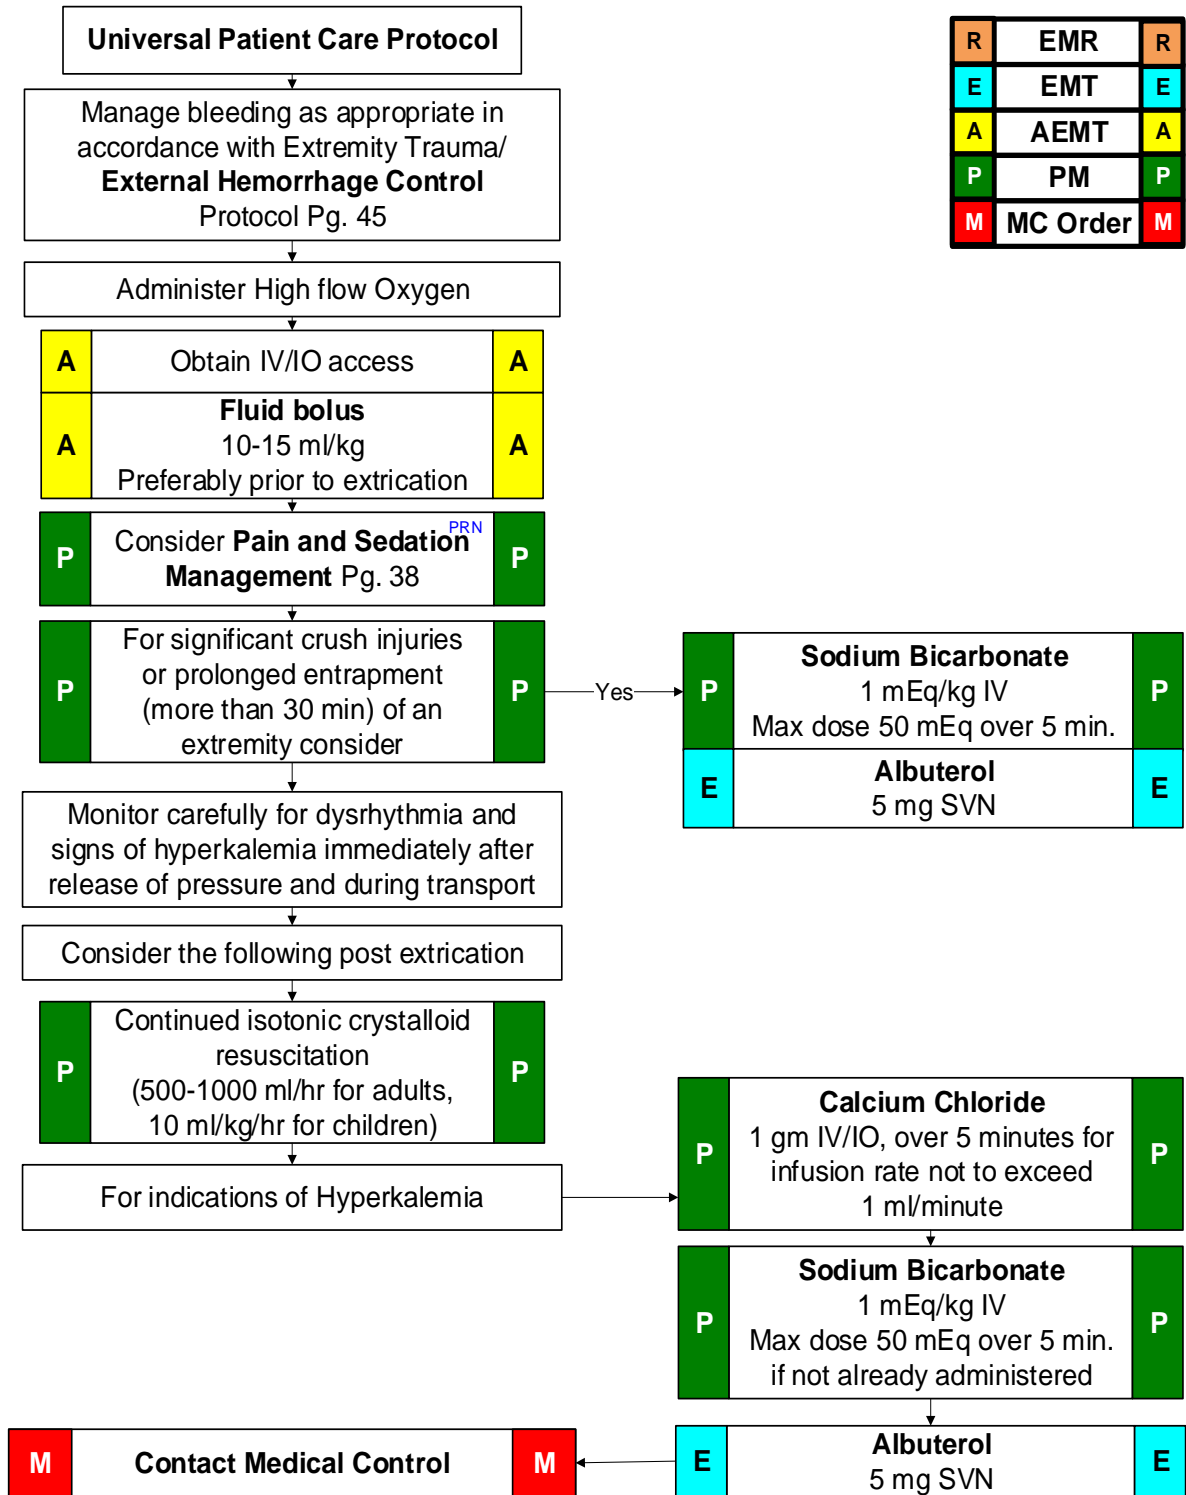 Universal Patient Care Protocol
R EMR R
E EMT E
A AEMT A
P PM P
M MC Order M
Manage bleeding as appropriate in
accordance with Extremity Trauma/
External Hemorrhage Control
Protocol Pg. 45
Administer High flow Oxygen
A Obtain IV/IO access A
Fluid bolus
A 10-15 ml/kg A
Preferably prior to extrication
PRN
P Consider Pain and Sedation P
Management Pg. 38
For significant crush injuries
P or prolonged entrapment P
(more than 30 min) of an
extremity consider
Yes
Sodium Bicarbonate
P 1 mEq/kg IV P
Max dose 50 mEq over 5 min.
E Albuterol E
5 mg SVN
Monitor carefully for dysrhythmia and
signs of hyperkalemia immediately after
release of pressure and during transport
Consider the following post extrication
Continued isotonic crystalloid
P resuscitation P
(500-1000 ml/hr for adults,
10 ml/kg/hr for children)
For indications of Hyperkalemia
Calcium Chloride
P 1 gm IV/IO, over 5 minutes for P
infusion rate not to exceed
1 ml/minute
Sodium Bicarbonate
P 1 mEq/kg IV P
Max dose 50 mEq over 5 min.
if not already administered
E Albuterol E
5 mg SVN
M Contact Medical Control M